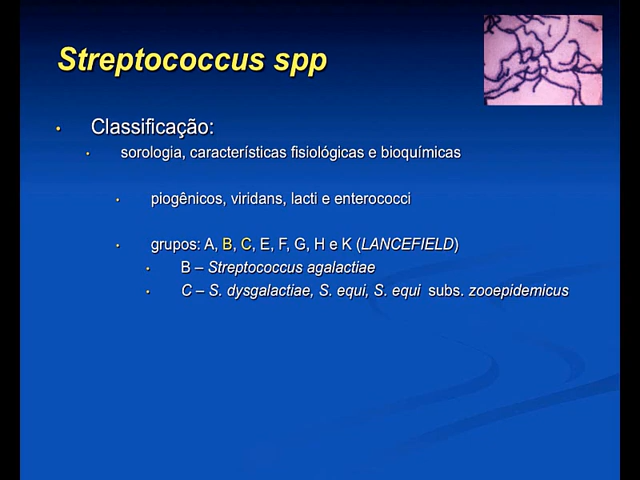 Streptococcus spp
• Classificação:
• sorologia, características fisiológicas e bioquímicas
• piogênicos, viridans, lacti e enterococci
• grupos: A, B, C, E, F, G, H e K (LANCEFIELD)
• B – Streptococcus agalactiae
• C – S. dysgalactiae, S. equi, S. equi subs. zooepidemicus